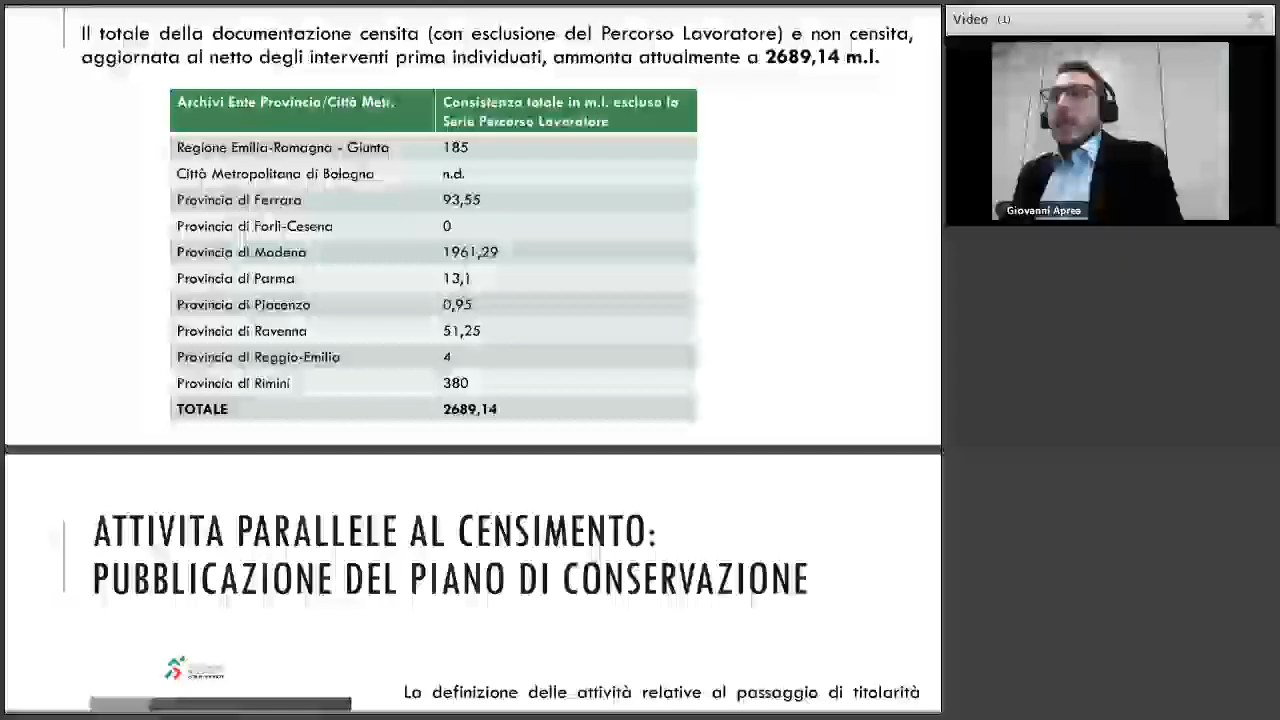 Il totale della documentazione censita (con esclusione del Percorso Lavoratore) e non censita,
aggiornata al netto degli interventi prima individuati, ammonta attualmente a 2689,14 m.l.
Archivi Ente Provincia/Città Metr. Consistenza totale in m.l. escluso la
Serie Percorso Lavoratore
Regione Emilia-Romagna - Giunta 185
Città Metropolitana di Bologna n.d.
Provincia di Ferrara 93,55
Provincia di Forlì-Cesena 0
Provincia di Modena 1961,29
Provincia di Parma 13,1
Provincia di Piacenza 0,95
Provincia di Ravenna 51,25
Provincia di Reggio-Emilia 4
Provincia di Rimini 380
TOTALE 2689,14
ATTIVITA PARALLELE AL CENSIMENTO:
PUBBLICAZIONE DEL PIANO DI CONSERVAZIONE
La definizione delle attività relative al passaggio di titolarità
Video (1)
Giovanni Aprea